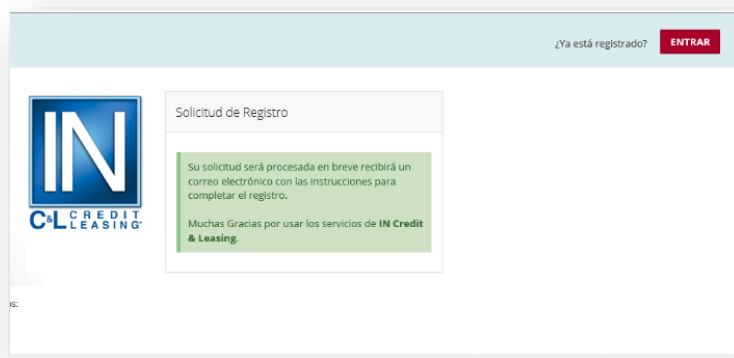 ¿Ya está registrado? ENTRAR
IN
C&L CREDIT
LEASING
Solicitud de Registro
Su solicitud será procesada en breve recibirá un
correo electrónico con las instrucciones para
completar el registro.
Muchas Gracias por usar los servicios de IN Credit
& Leasing.
os: